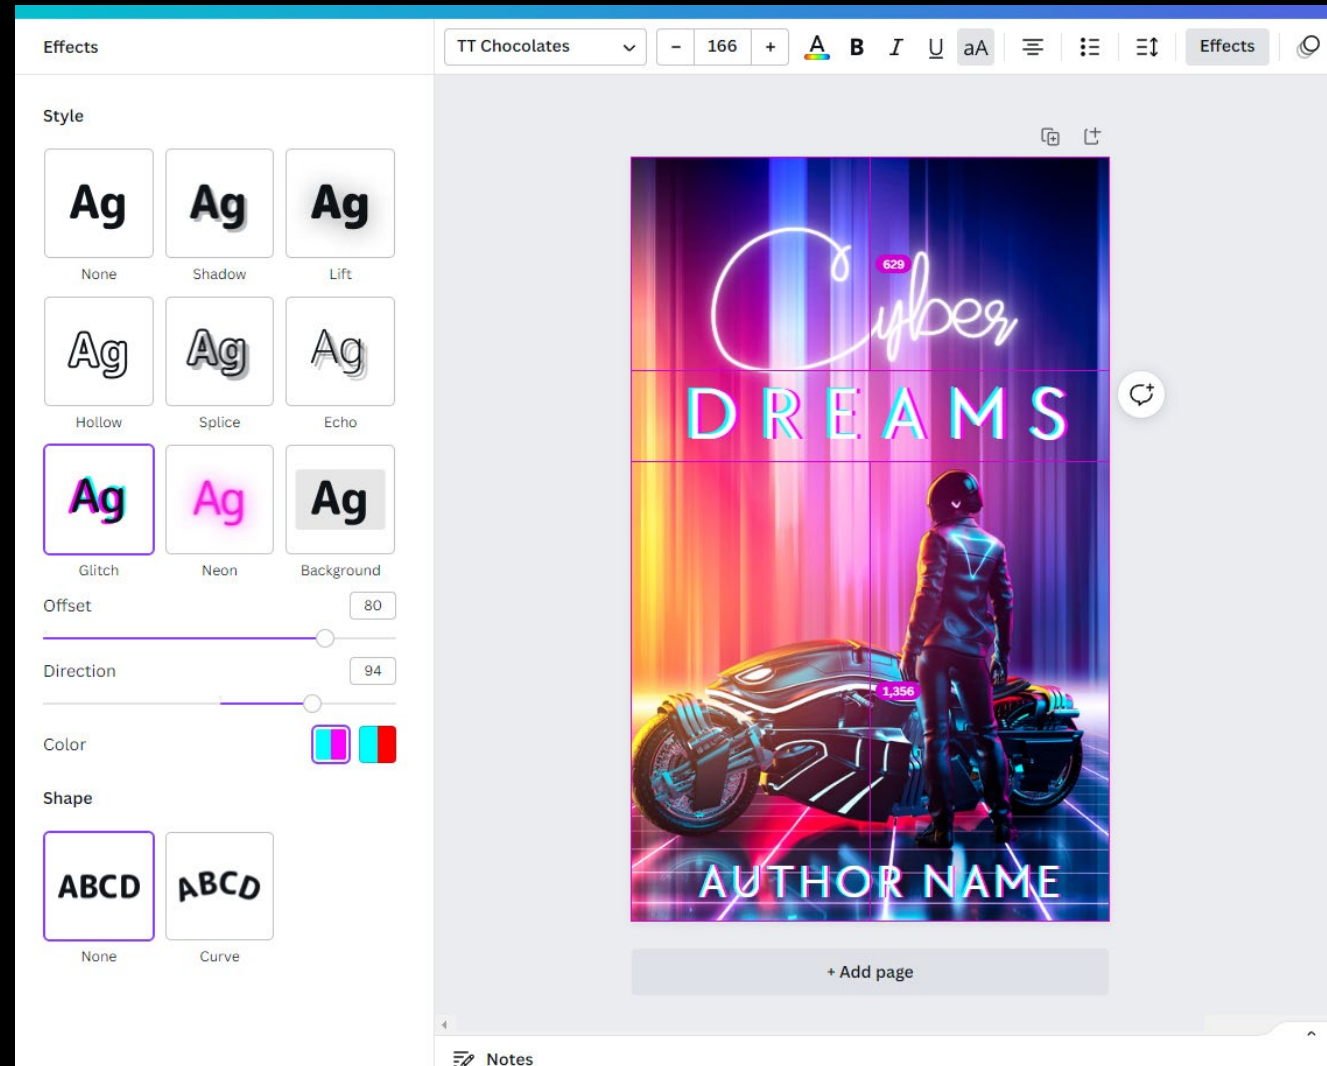 Effects
TT Chocolates
- 166 +
A B I U aA
Effects
Style
Ag Ag Ag
None Shadow Lift
Ag Ag Ag
Hollow Splice Echo
Ag Ag Ag
Glitch Neon Background
Offset 80
Direction 94
Color
Shape
ABCD ABCD
None Curve
629
Cyber
DREAMS
1,356
AUTHOR NAME
+ Add page
Notes